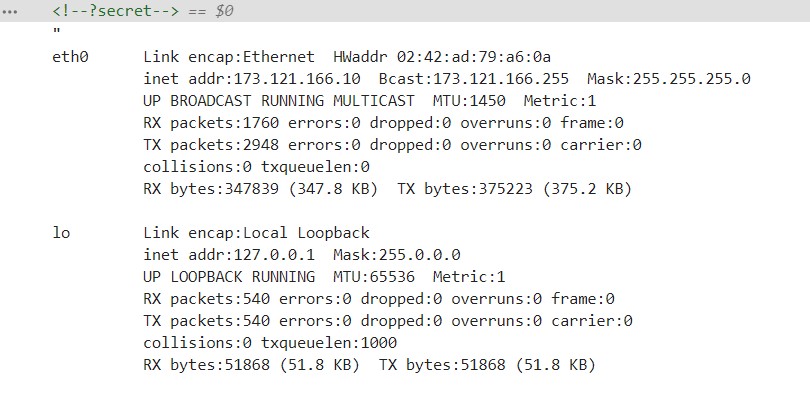 ••• <!--?secret--> == $0
"
eth0 Link encap:Ethernet HWaddr 02:42:ad:79:a6:0a
inet addr:173.121.166.10 Bcast:173.121.166.255 Mask:255.255.255.0
UP BROADCAST RUNNING MULTICAST MTU:1450 Metric:1
RX packets:1760 errors:0 dropped:0 overruns:0 frame:0
TX packets:2948 errors:0 dropped:0 overruns:0 carrier:0
collisions:0 txqueuelen:0
RX bytes:347839 (347.8 KB) TX bytes:375223 (375.2 KB)
lo Link encap:Local Loopback
inet addr:127.0.0.1 Mask:255.0.0.0
UP LOOPBACK RUNNING MTU:65536 Metric:1
RX packets:540 errors:0 dropped:0 overruns:0 frame:0
TX packets:540 errors:0 dropped:0 overruns:0 carrier:0
collisions:0 txqueuelen:1000
RX bytes:51868 (51.8 KB) TX bytes:51868 (51.8 KB)